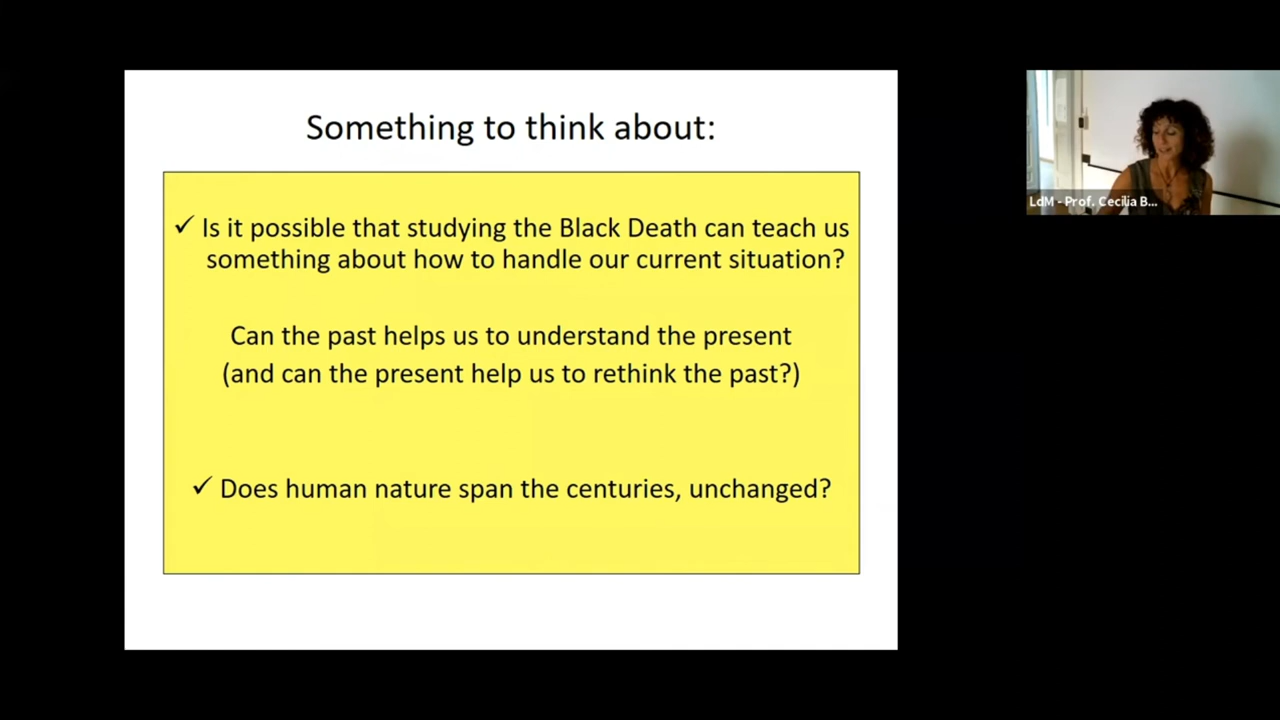 Something to think about:
✓ Is it possible that studying the Black Death can teach us
something about how to handle our current situation?
Can the past helps us to understand the present
(and can the present help us to rethink the past?)
✓ Does human nature span the centuries, unchanged?
LdM - Prof. Cecilia B...